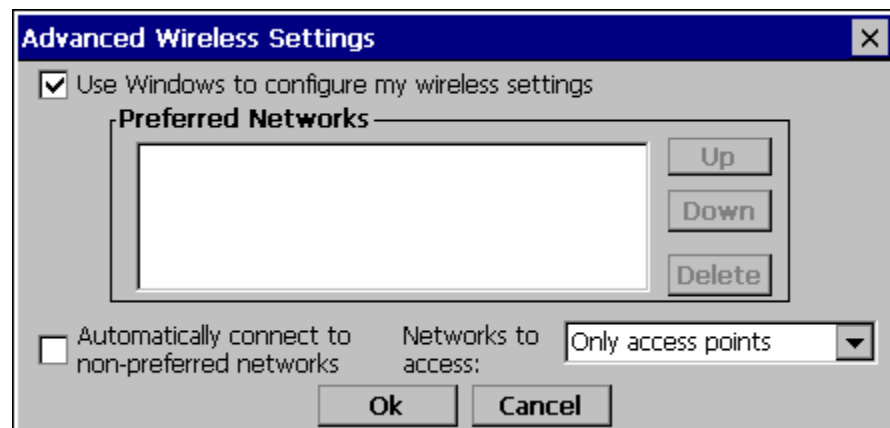 Advanced Wireless Settings
Use Windows to configure my wireless settings
Preferred Networks
Up
Down
Delete
Automatically connect to
non-preferred networks
Networks to
access:
Only access points
Ok
Cancel